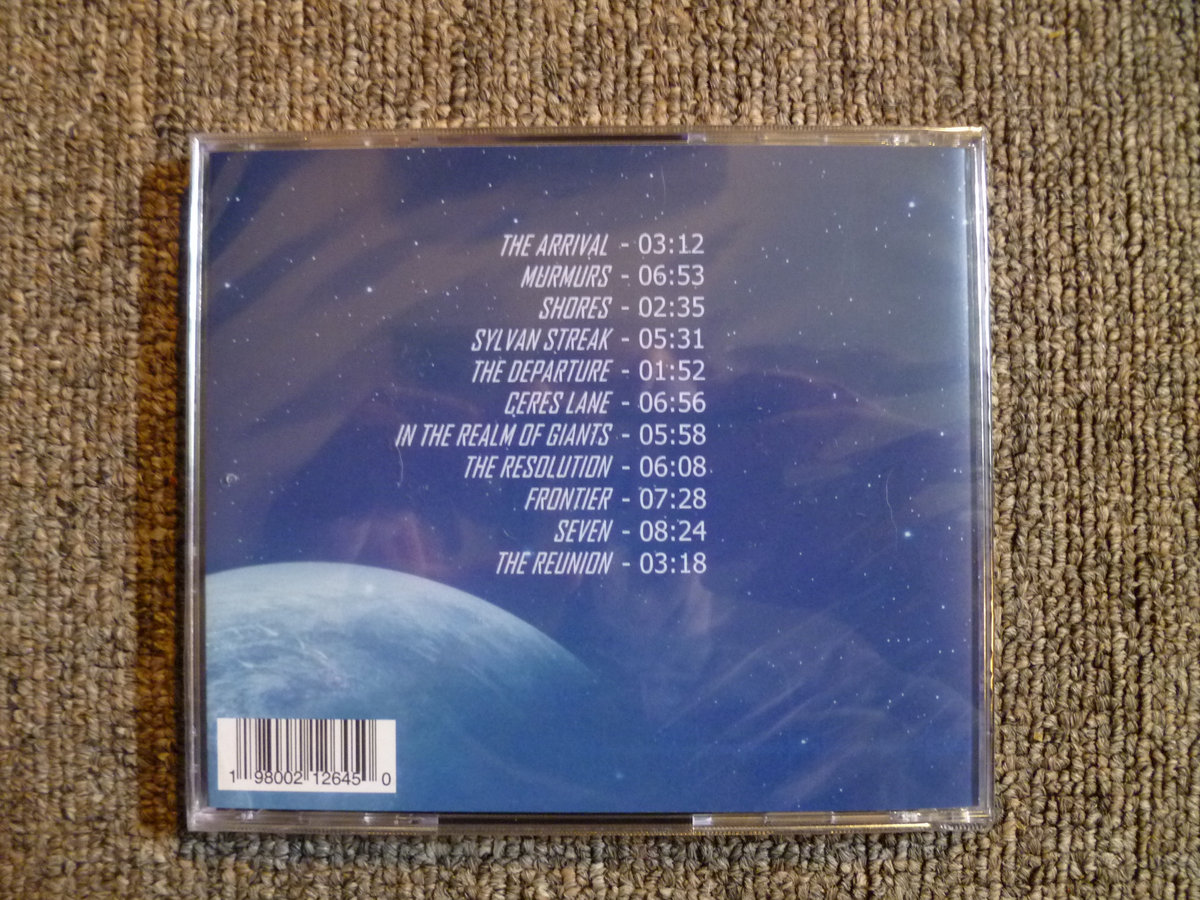 THE ARRIVAL - 03:12
MURMURS - 06:53
SHORES - 02:35
SYLVAN STREAK - 05:31
THE DEPARTURE - 01:52
CERES LANE - 06:56
IN THE REALM OF GIANTS - 05:58
THE RESOLUTION - 06:08
FRONTIER - 07:28
SEVEN - 08:24
THE REUNION - 03:18
1 98002 12645 0